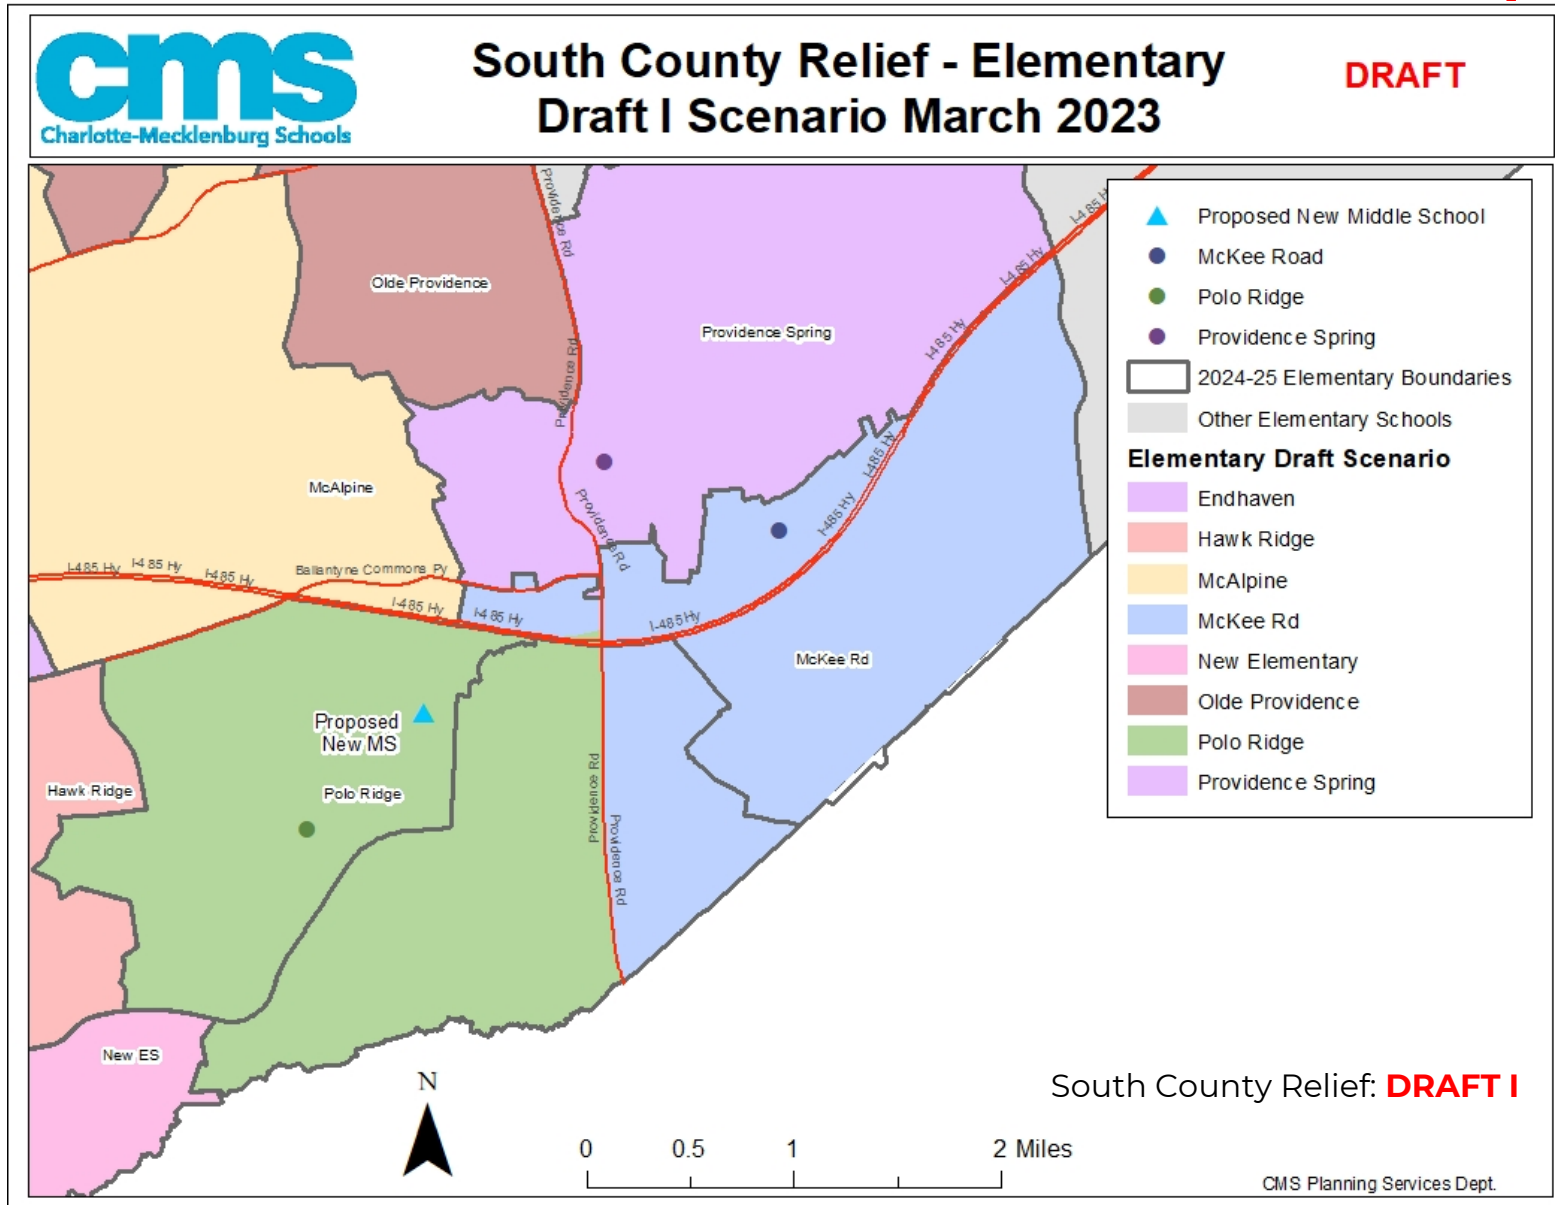 cms
Charlotte-Mecklenburg Schools
South County Relief - Elementary
Draft I Scenario March 2023
DRAFT
Proposed New Middle School
McKee Road
Polo Ridge
Providence Spring
2024-25 Elementary Boundaries
Other Elementary Schools
Elementary Draft Scenario
Endhaven
Hawk Ridge
McAlpine
McKee Rd
New Elementary
Olde Providence
Polo Ridge
Providence Spring
Providence Rd
I-485 Hy
I-485 Hy
Olde Providence
Providence Spring
I-485 Hy
Providence Rd
I-485 Hy
McAlpine
Providence Rd
I-485 Hy
I-485 Hy
I-485 Hy
I-485 Hy
Ballantyne Commons Py
I-485 Hy
I-485 Hy
I-485 Hy
McKee Rd
Proposed
New MS
Hawk Ridge
Polo Ridge
Providence Rd
Providence Rd
New ES
N
South County Relief: DRAFT I
0 0.5 1 2 Miles
CMS Planning Services Dept.